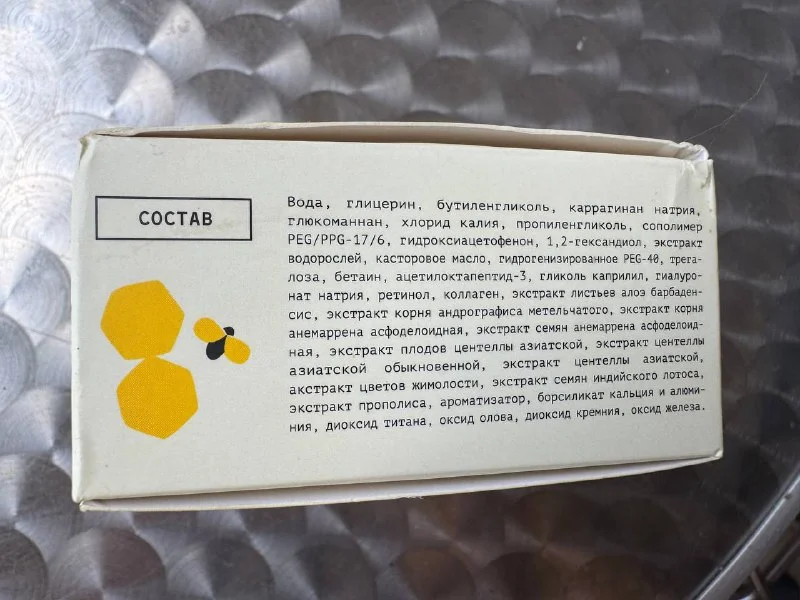 СОСТАВ
Вода, глицерин, бутиленгликоль, каррагинан натрия,
глюкоманнан, хлорид калия, пропиленгликоль, сополимер
PEG/PPG-17/6, гидроксиацетофенон, 1,2-гександиол, экстракт
водорослей, касторовое масло, гидрогенизированное PEG-40, трега-
лоза, бетаин, ацетилоктапептид-3, гликоль каприлил, гиалуро-
нат натрия, ретинол, коллаген, экстракт листьев алоэ барбаден-
сис, экстракт корня андрографиса метельчатого, экстракт корня
анемаррена асфоделоидная, экстракт семян анемаррена асфоделоид-
ная, экстракт плодов центеллы азиатской, экстракт центеллы
азиатской обыкновенной, экстракт центеллы азиатской,
акстракт цветов жимолости, экстракт семян индийского лотоса,
экстракт прополиса, ароматизатор, борсиликат кальция и алюми-
ния, диоксид титана, оксид олова, диоксид кремния, оксид железа.